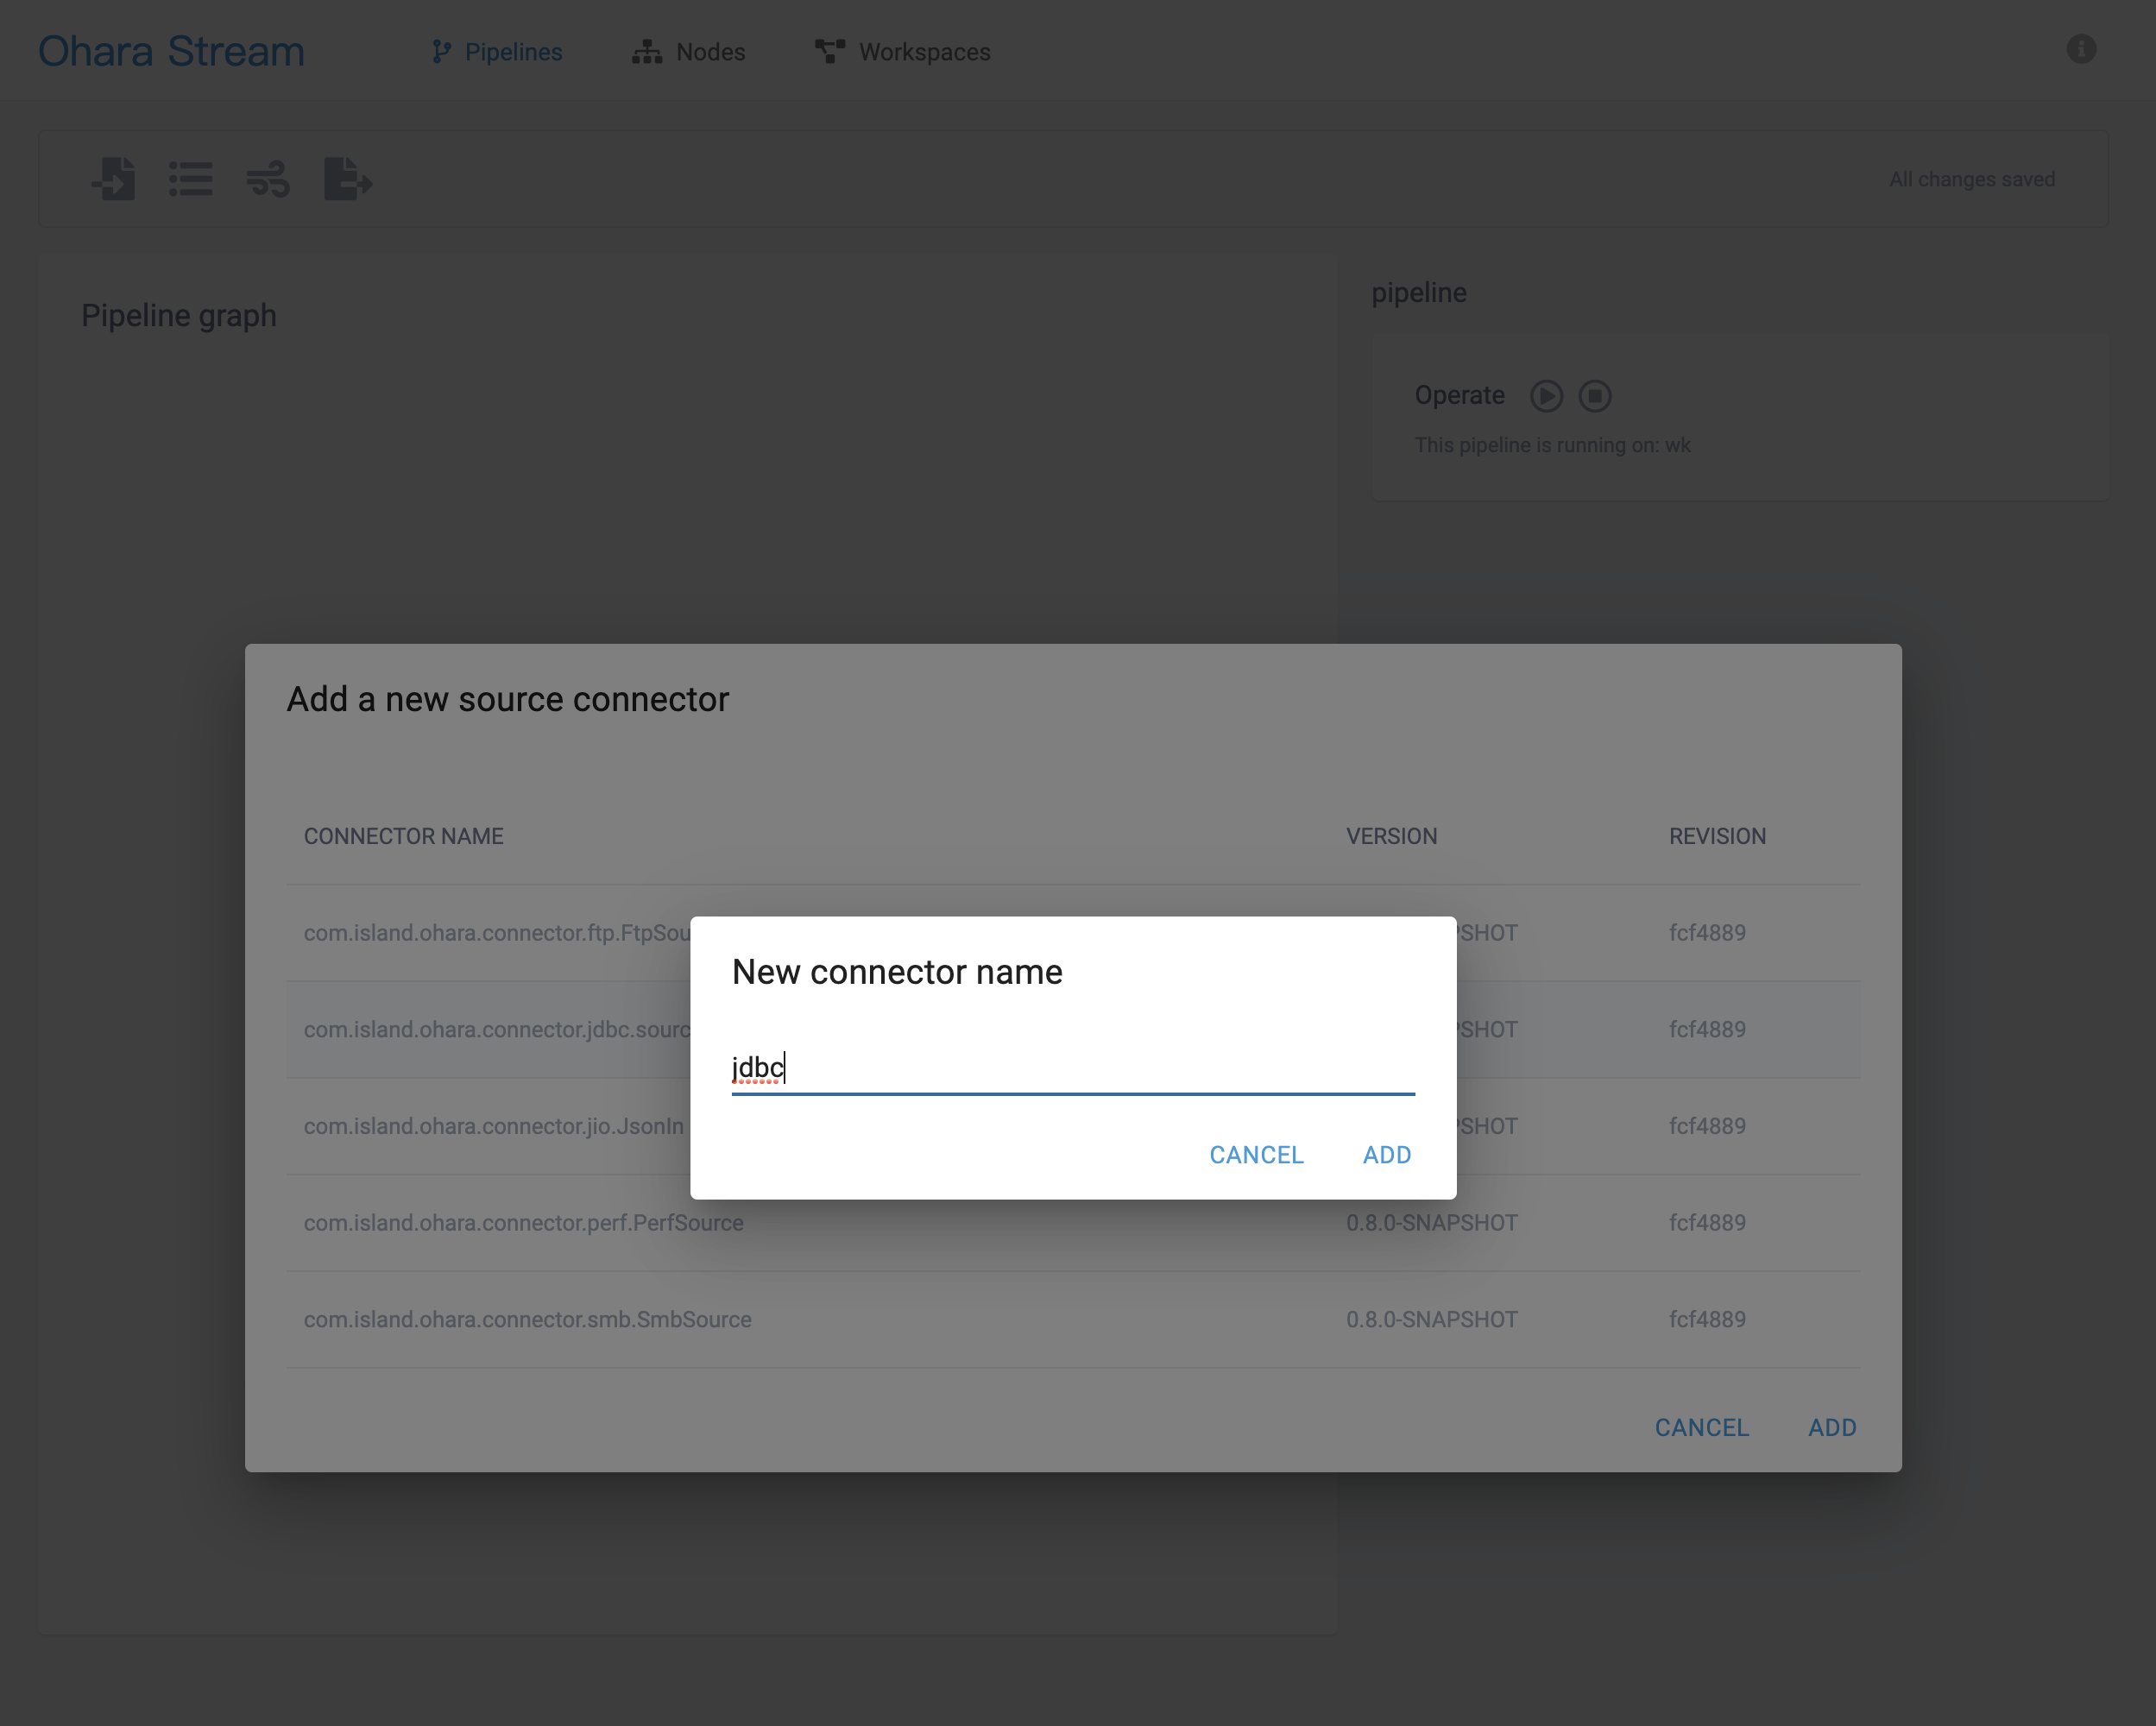 Ohara Stream Pipelines Nodes Workspaces
All changes saved
Pipeline graph
pipeline
Operate
This pipeline is running on: wk
Add a new source connector
CONNECTOR NAME VERSION REVISION
com.island.ohara.connector.ftp.FtpSou PSHOT fcf4889
com.island.ohara.connector.jdbc.sourc PSHOT fcf4889
com.island.ohara.connector.jio.JsonIn PSHOT fcf4889
com.island.ohara.connector.perf.PerfSource 0.8.0-SNAPSHOT fcf4889
com.island.ohara.connector.smb.SmbSource 0.8.0-SNAPSHOT fcf4889
CANCEL ADD
New connector name
jdbc
CANCEL ADD